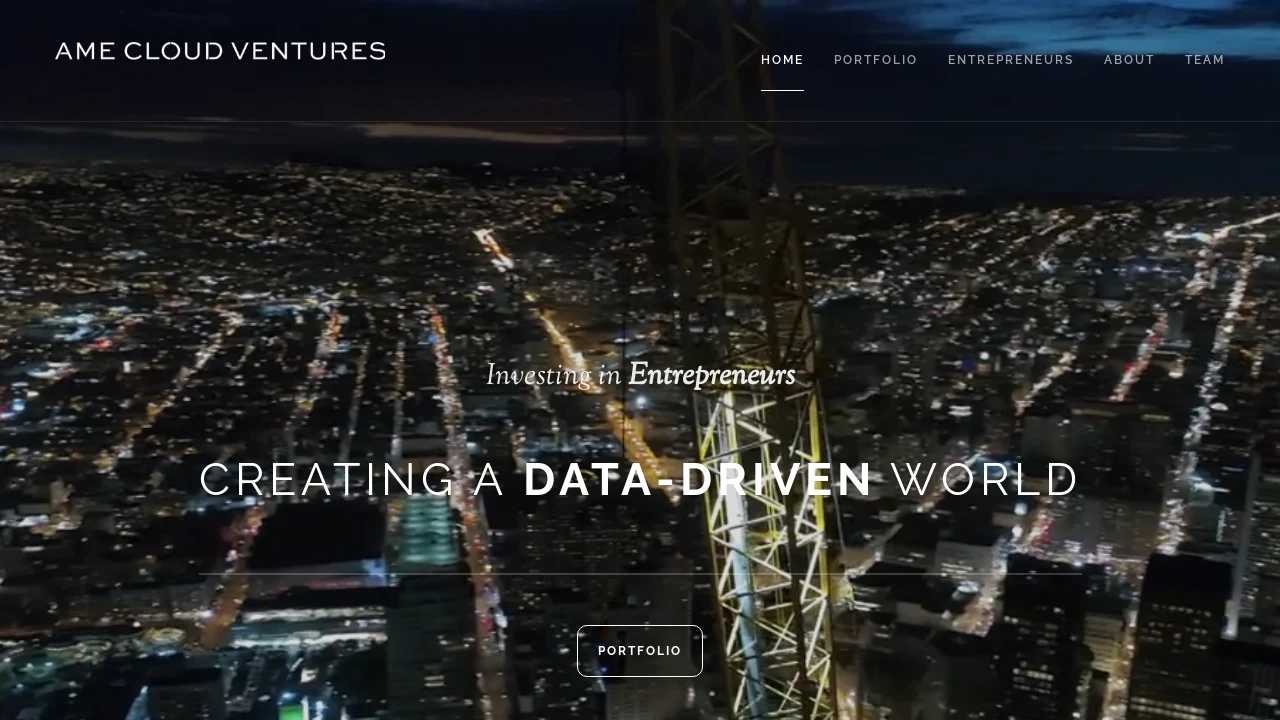 AME CLOUD VENTURES
HOME PORTFOLIO ENTREPRENEURS ABOUT TEAM
Investing in Entrepreneurs
CREATING A DATA-DRIVEN WORLD
PORTFOLIO